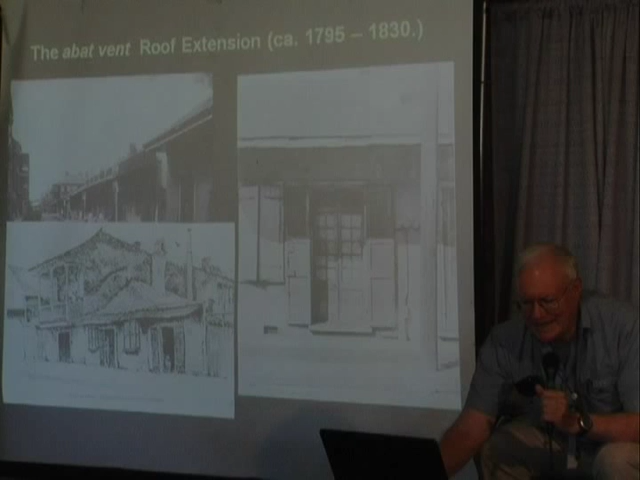 The abat vent Roof Extension (ca. 1795 – 1830.)